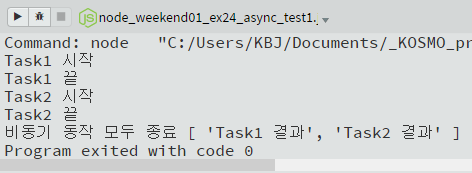 node_weekend01_ex24_async_test1.
Command: node "C:/Users/KBJ/Documents/_KOSMO_pr
Task1 시작
Task1 끝
Task2 시작
Task2 끝
비동기 동작 모두 종료 [ 'Task1 결과', 'Task2 결과' ]
Program exited with code 0